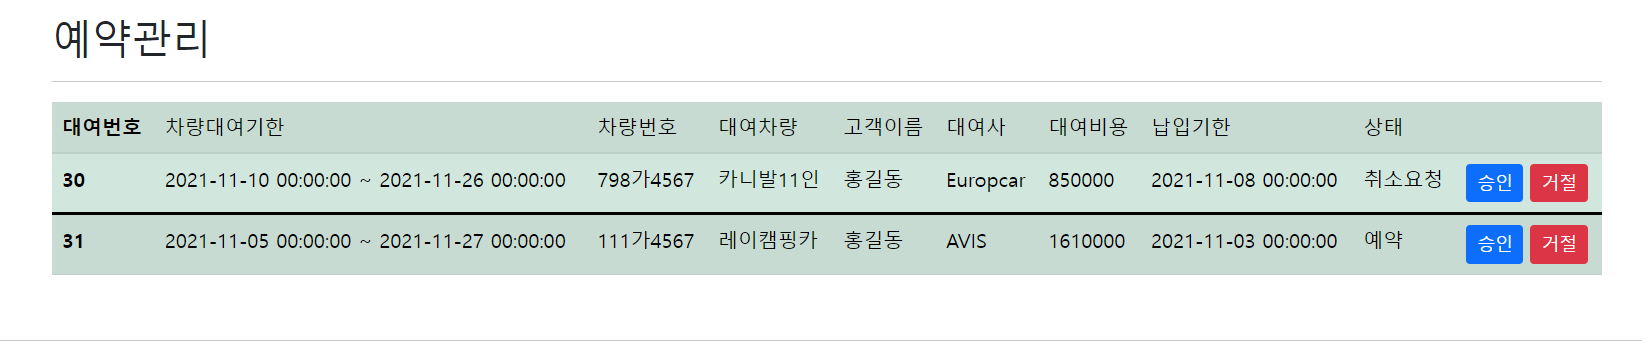 예약관리
대여번호 차량대여기한 차량번호 대여차량 고객이름 대여사 대여비용 납입기한 상태
30 2021-11-10 00:00:00 ~ 2021-11-26 00:00:00 798가4567 카니발11인 홍길동 Europcar 850000 2021-11-08 00:00:00 취소요청 승인 거절
31 2021-11-05 00:00:00 ~ 2021-11-27 00:00:00 111가4567 레이캠핑카 홍길동 AVIS 1610000 2021-11-03 00:00:00 예약 승인 거절